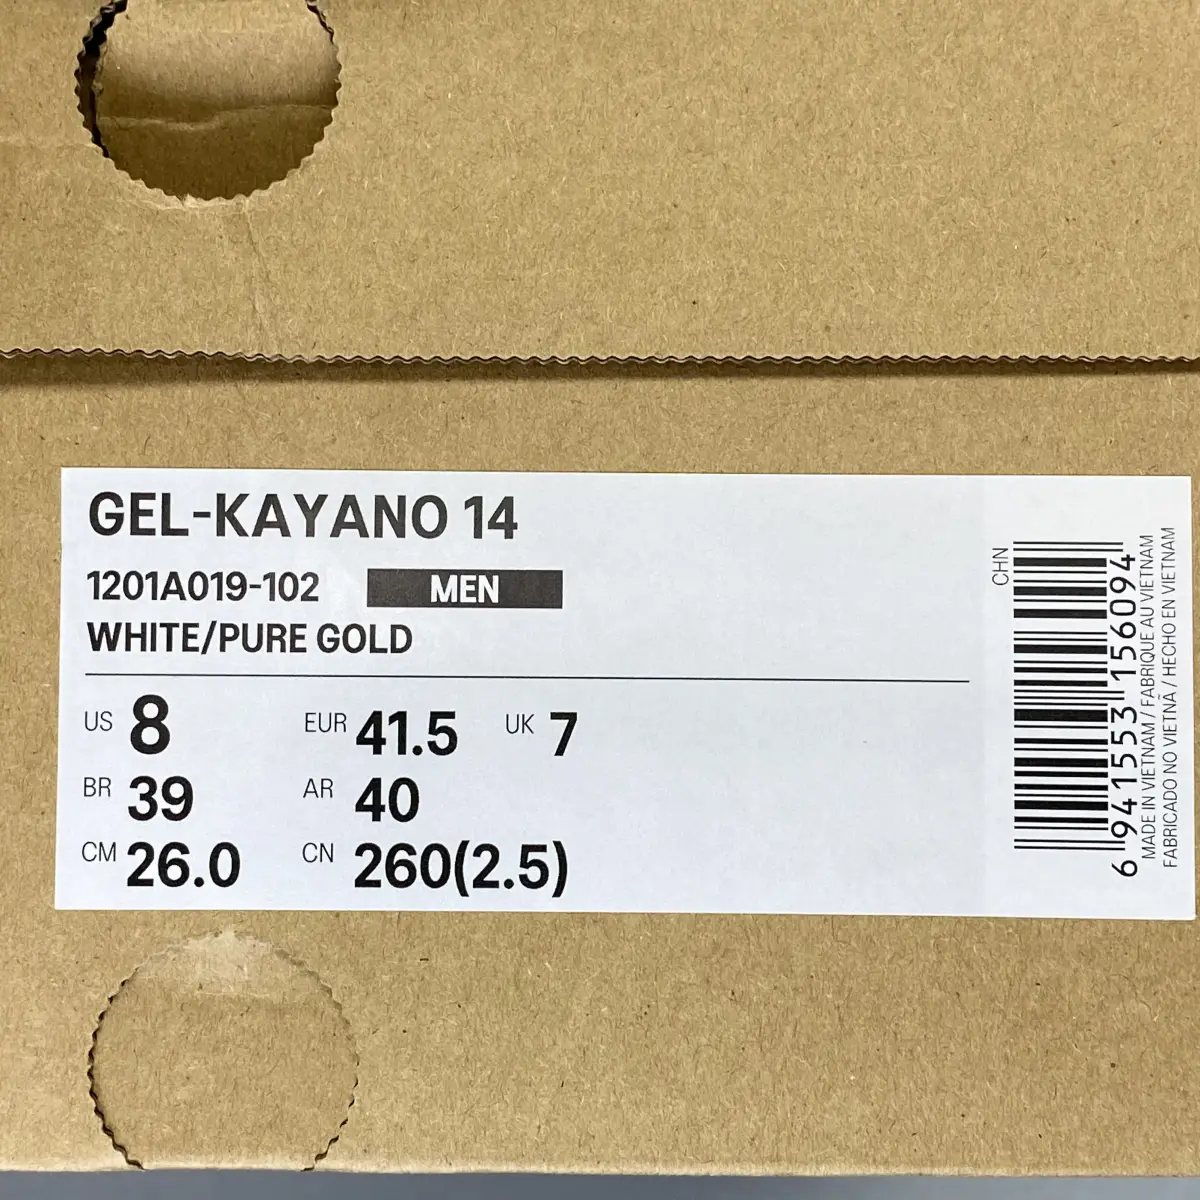 GEL-KAYANO 14
1201A019-102 MEN
WHITE/PURE GOLD
US 8 EUR 41.5 UK 7
BR 39 AR 40
CM 26.0 CN 260(2.5)
CHN
6 941553 156094
MADE IN VIETNAM / FABRIQUE AU VIETNAM
FABRICADO NO VIETNÃ / HECHO EN VIETNAM